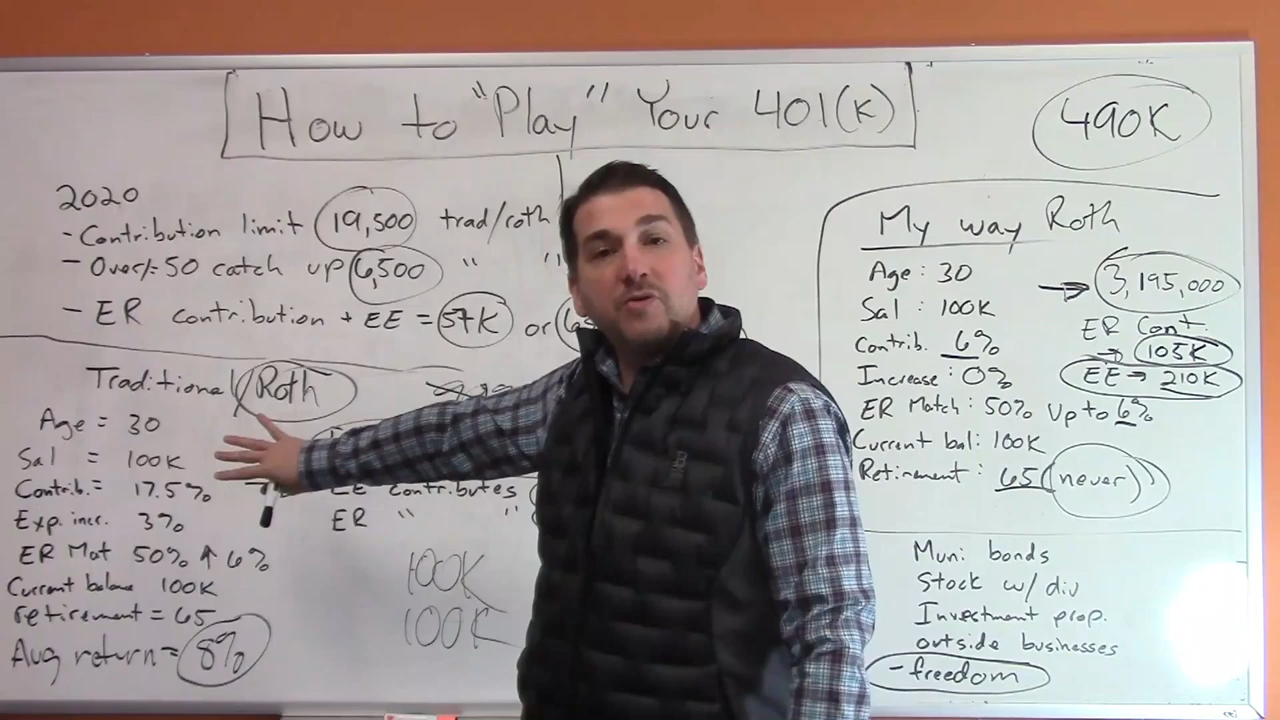 How to "Play" Your 401(k)
490K
2020
- Contribution limit 19,500 trad/roth
- Over/= 50 catch up 6,500 " "
- ER contribution + EE = 57K or
Traditional/Roth
Age = 30
Sal = 100K
Contrib. = 17.5%
Exp. incr. 3%
ER Mat 50% ↑ 6%
Current balance 100K
retirement = 65
Avg return = 8%
EE contributes
ER " "
100K
100K
My way Roth
Age: 30
Sal: 100K
Contrib. 6%
Increase: 0%
ER Match: 50% up to 6%
Current bal: 100K
Retirement: 65 (never)
→ 3,195,000
ER Cont.
→ 105K
EE → 210K
Muni bonds
Stock w/ div
Investment prop.
outside businesses
- freedom